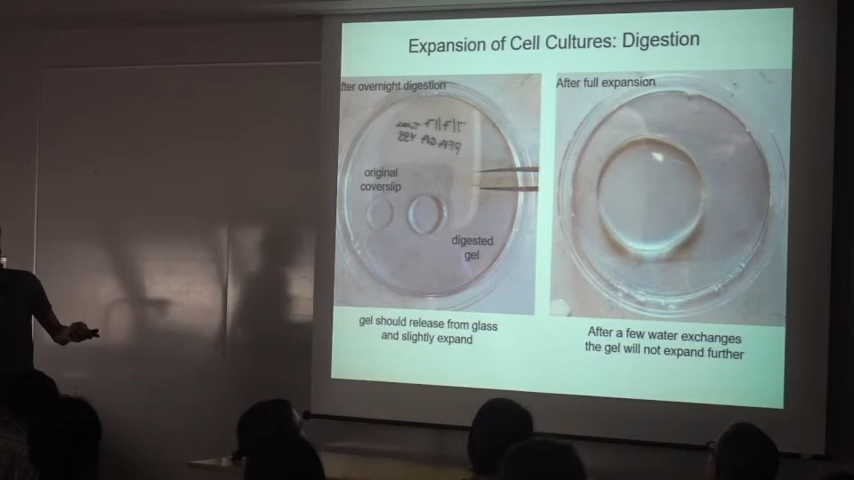 Expansion of Cell Cultures: Digestion
fter overnight digestion
original
coverslip
digested
gel
gel should release from glass
and slightly expand
After full expansion
After a few water exchanges
the gel will not expand further